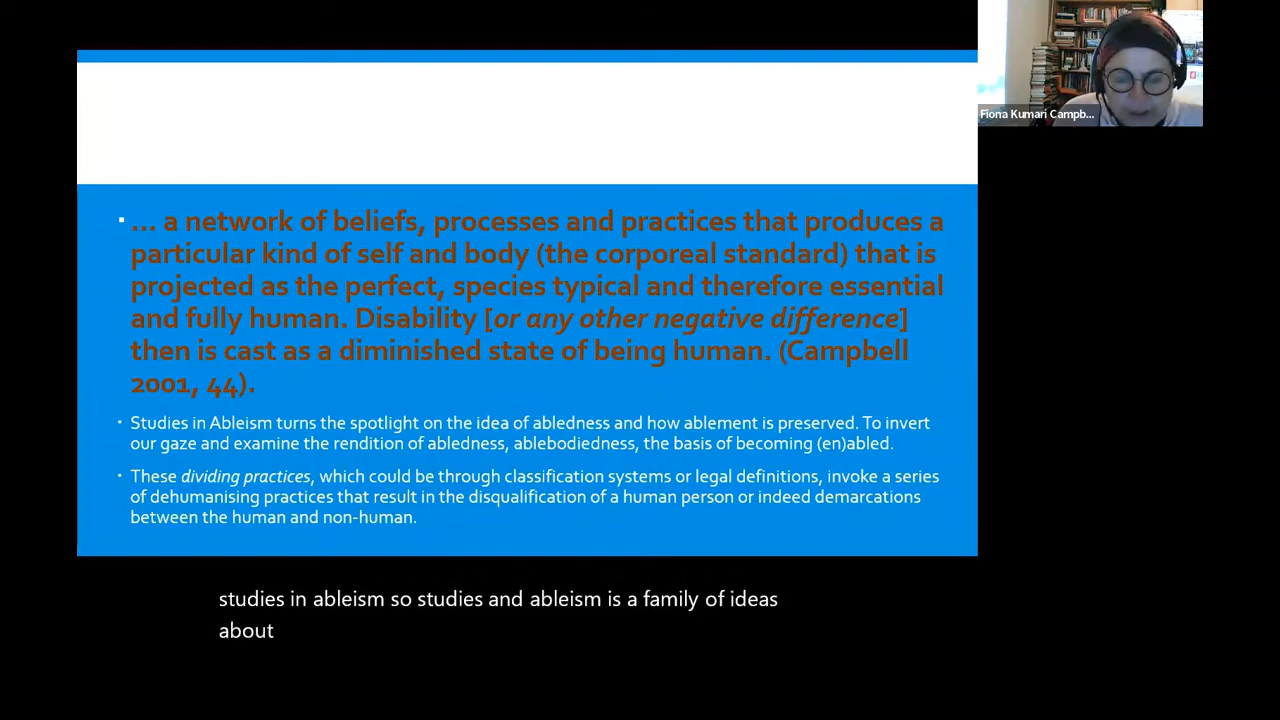 Fiona Kumari Campb...
... a network of beliefs, processes and practices that produces a
particular kind of self and body (the corporeal standard) that is
projected as the perfect, species typical and therefore essential
and fully human. Disability [or any other negative difference]
then is cast as a diminished state of being human. (Campbell
2001, 44).
Studies in Ableism turns the spotlight on the idea of abledness and how ablement is preserved. To invert
our gaze and examine the rendition of abledness, ablebodiedness, the basis of becoming (en)abled.
These dividing practices, which could be through classification systems or legal definitions, invoke a series
of dehumanising practices that result in the disqualification of a human person or indeed demarcations
between the human and non-human.
studies in ableism so studies and ableism is a family of ideas
about